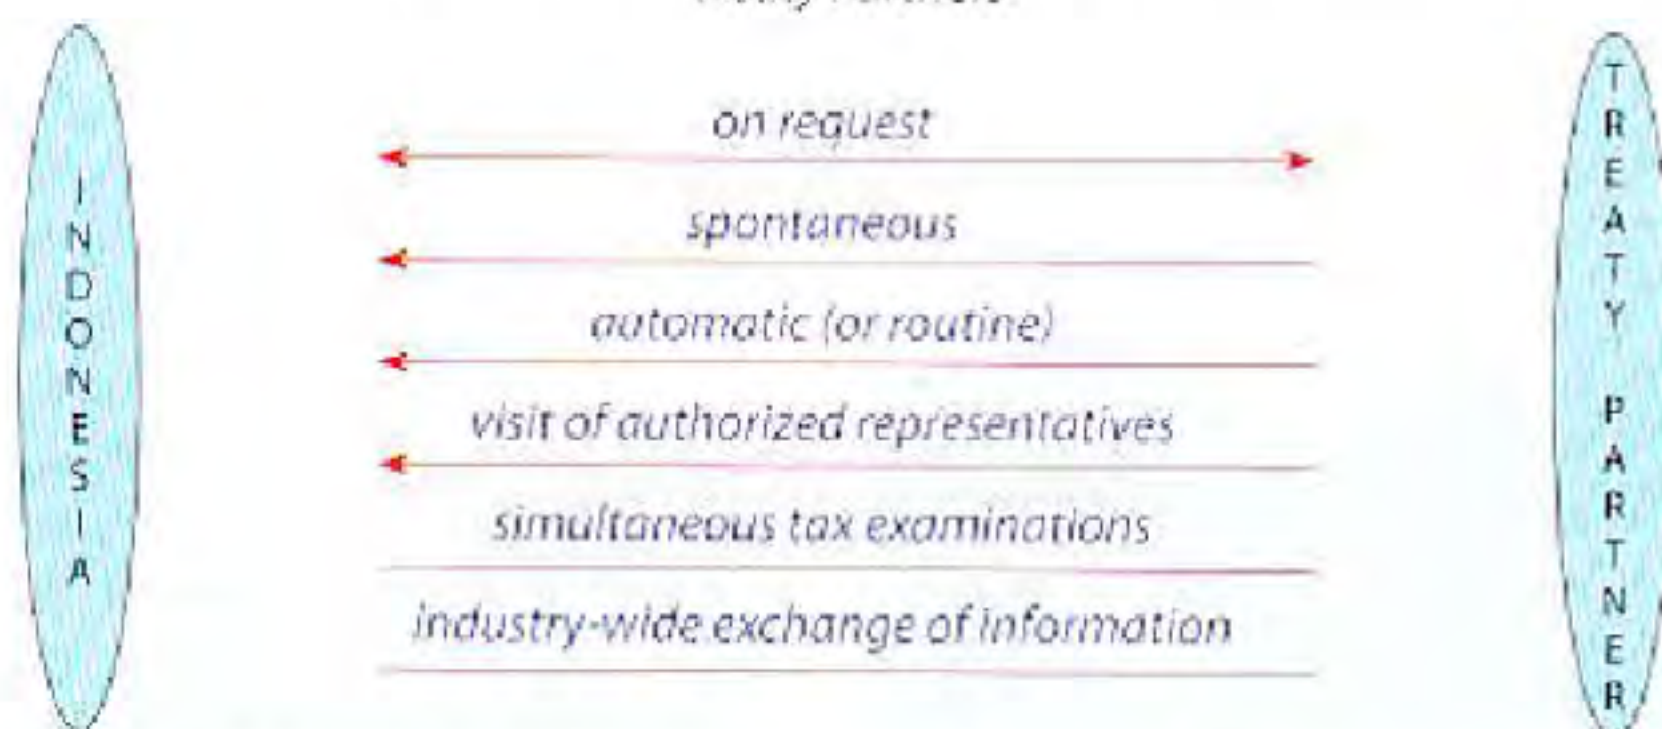 INDONESIA
on request
spontaneous
automatic (or routine)
visit of authorized representatives
simultaneous tax examinations
industry-wide exchange of information
TREATY PARTNER